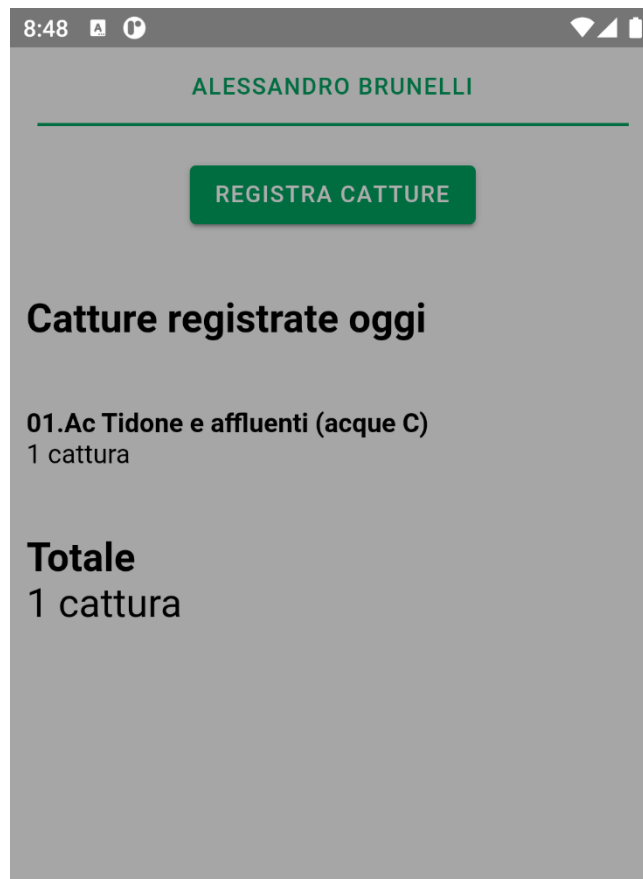 8:48
ALESSANDRO BRUNELLI
REGISTRA CATTURE
Catture registrate oggi
01.Ac Tidone e affluenti (acque C)
1 cattura
Totale
1 cattura